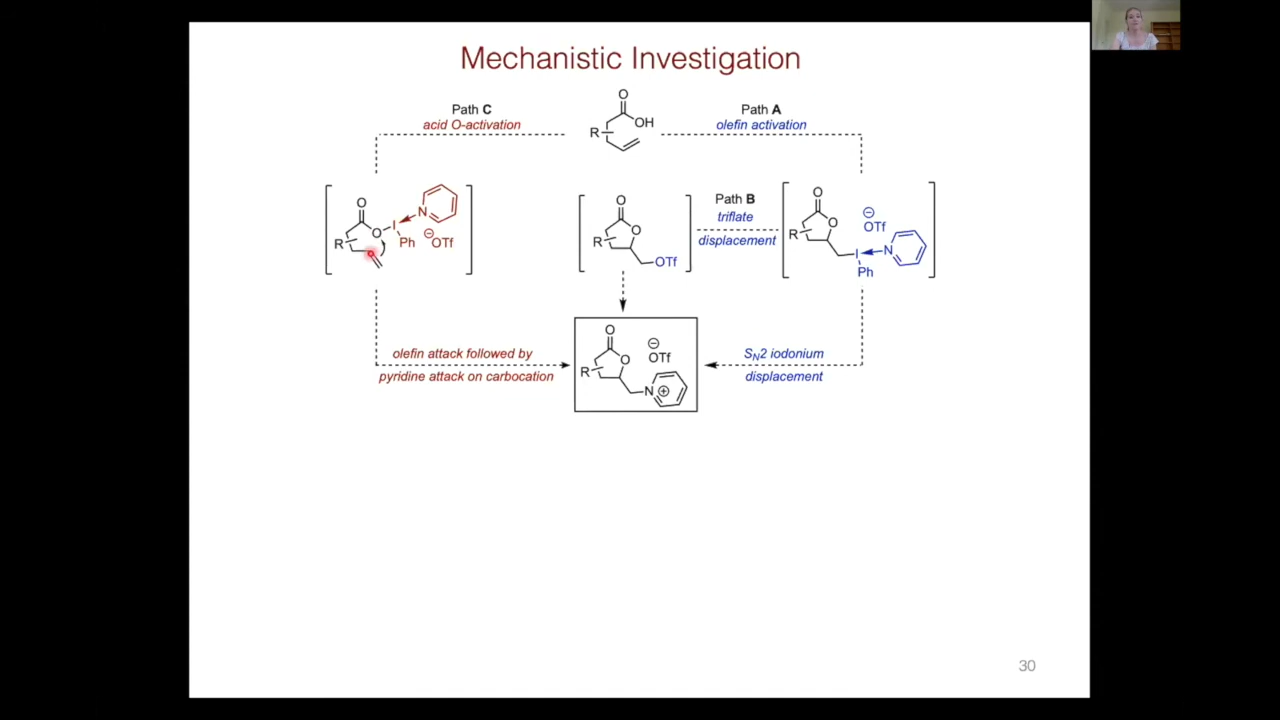 Mechanistic Investigation
Path C
acid O-activation
O
OH
R
Path A
olefin activation
O
O
I
N
Ph
⊖
OTf
R
O
O
R
OTf
Path B
triflate
displacement
O
O
R
⊖
OTf
I
N
Ph
olefin attack followed by
pyridine attack on carbocation
O
O
R
⊖
OTf
N
⊕
SN2 iodonium
displacement
30